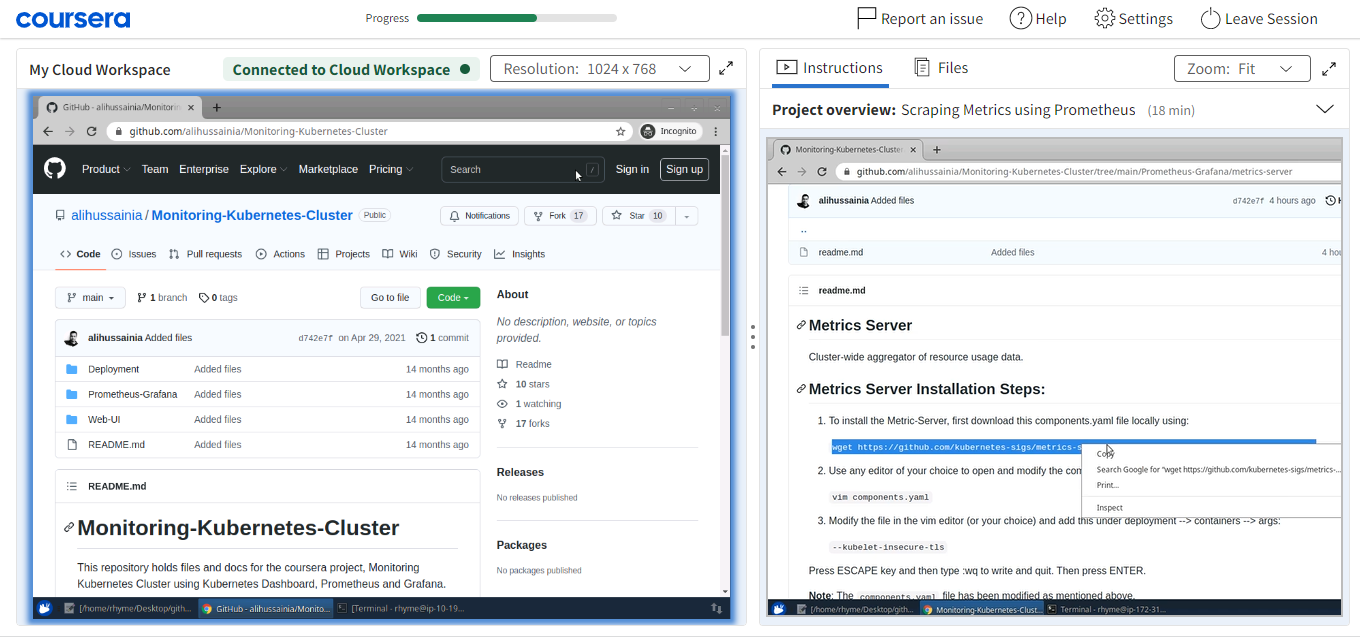 coursera
Progress
Report an issue
Help
Settings
Leave Session
My Cloud Workspace
Connected to Cloud Workspace
Resolution: 1024 x 768
GitHub - alihussainia/Monitorin
github.com/alihussainia/Monitoring-Kubernetes-Cluster
Incognito
Product
Team
Enterprise
Explore
Marketplace
Pricing
Search
/
Sign in
Sign up
alihussainia / Monitoring-Kubernetes-Cluster
Public
Notifications
Fork 17
Star 10
Code
Issues
Pull requests
Actions
Projects
Wiki
Security
Insights
main
1 branch
0 tags
Go to file
Code
alihussainia Added files
d742e7f on Apr 29, 2021
1 commit
Deployment Added files 14 months ago
Prometheus-Grafana Added files 14 months ago
Web-UI Added files 14 months ago
README.md Added files 14 months ago
README.md
Monitoring-Kubernetes-Cluster
This repository holds files and docs for the coursera project, Monitoring
Kubernetes Cluster using Kubernetes Dashboard, Prometheus and Grafana.
About
No description, website, or topics
provided.
Readme
10 stars
1 watching
17 forks
Releases
No releases published
Packages
No packages published
[/home/rhyme/Desktop/gith...
GitHub - alihussainia/Monito...
[Terminal - rhyme@ip-10-19...
Instructions
Files
Zoom: Fit
Project overview: Scraping Metrics using Prometheus (18 min)
Monitoring-Kubernetes-Cluste
github.com/alihussainia/Monitoring-Kubernetes-Cluster/tree/main/Prometheus-Grafana/metrics-server
alihussainia Added files
d742e7f 4 hours ago
..
readme.md Added files 4 hou
readme.md
Metrics Server
Cluster-wide aggregator of resource usage data.
Metrics Server Installation Steps:
1. To install the Metric-Server, first download this components.yaml file locally using:
wget https://github.com/kubernetes-sigs/metrics-s
Copy
Search Google for "wget https://github.com/kubernetes-sigs/metrics-...
Print...
Inspect
2. Use any editor of your choice to open and modify the com
vim components.yaml
3. Modify the file in the vim editor (or your choice) and add this under deployment --> containers --> args:
--kubelet-insecure-tls
Press ESCAPE key and then type :wq to write and quit. Then press ENTER.
Note: The components.yaml file has been modified as mentioned above.
[/home/rhyme/Desktop/gith...
Monitoring-Kubernetes-Clust...
Terminal - rhyme@ip-172-31...